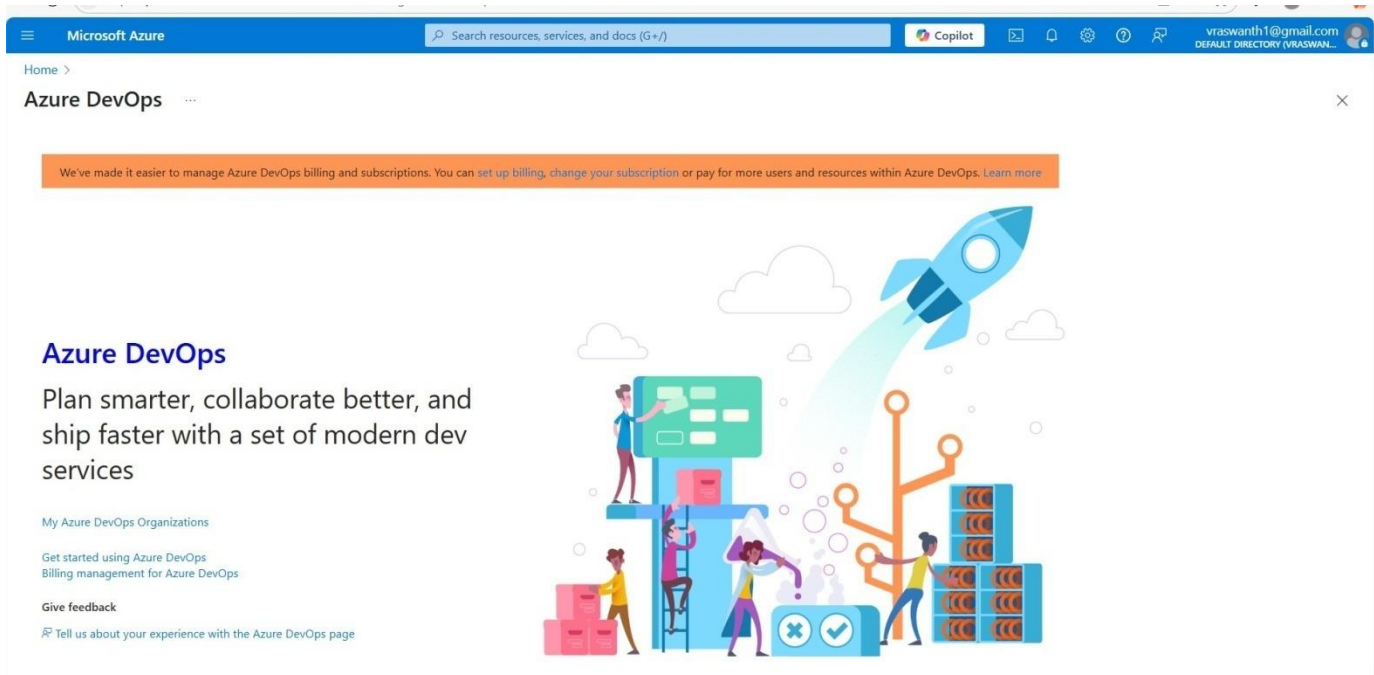 Microsoft Azure
Search resources, services, and docs (G+/)
Copilot
vraswanth1@gmail.com
DEFAULT DIRECTORY (VRASWAN...
Home >
Azure DevOps ...
We've made it easier to manage Azure DevOps billing and subscriptions. You can set up billing, change your subscription or pay for more users and resources within Azure DevOps. Learn more
Azure DevOps
Plan smarter, collaborate better, and
ship faster with a set of modern dev
services
My Azure DevOps Organizations
Get started using Azure DevOps
Billing management for Azure DevOps
Give feedback
Tell us about your experience with the Azure DevOps page